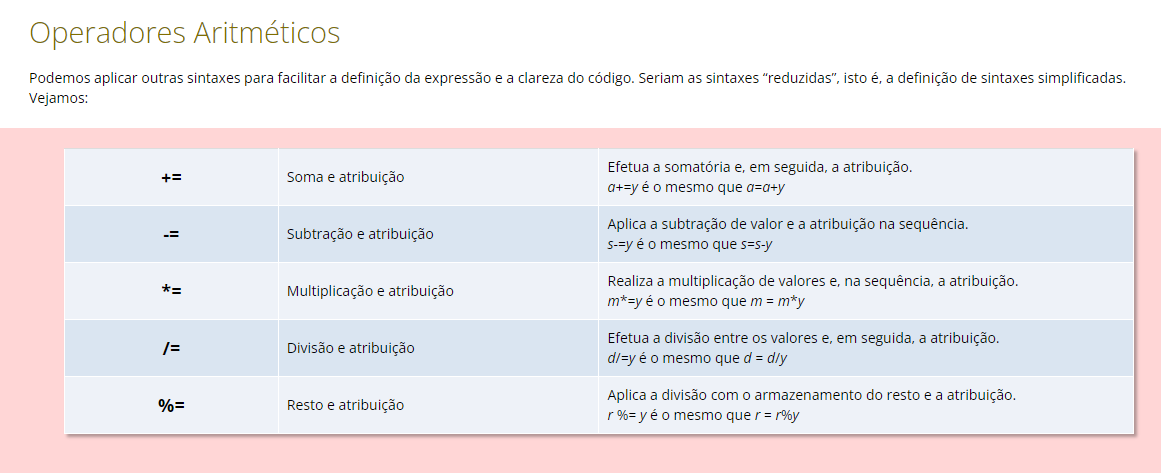 Operadores Aritméticos
Podemos aplicar outras sintaxes para facilitar a definição da expressão e a clareza do código. Seriam as sintaxes “reduzidas”, isto é, a definição de sintaxes simplificadas.
Vejamos:
+=
Soma e atribuição
Efetua a somatória e, em seguida, a atribuição.
a+=y é o mesmo que a=a+y
-=
Subtração e atribuição
Aplica a subtração de valor e a atribuição na sequência.
s-=y é o mesmo que s=s-y
*=
Multiplicação e atribuição
Realiza a multiplicação de valores e, na sequência, a atribuição.
m*=y é o mesmo que m = m*y
/=
Divisão e atribuição
Efetua a divisão entre os valores e, em seguida, a atribuição.
d/=y é o mesmo que d = d/y
%=
Resto e atribuição
Aplica a divisão com o armazenamento do resto e a atribuição.
r %= y é o mesmo que r = r%y